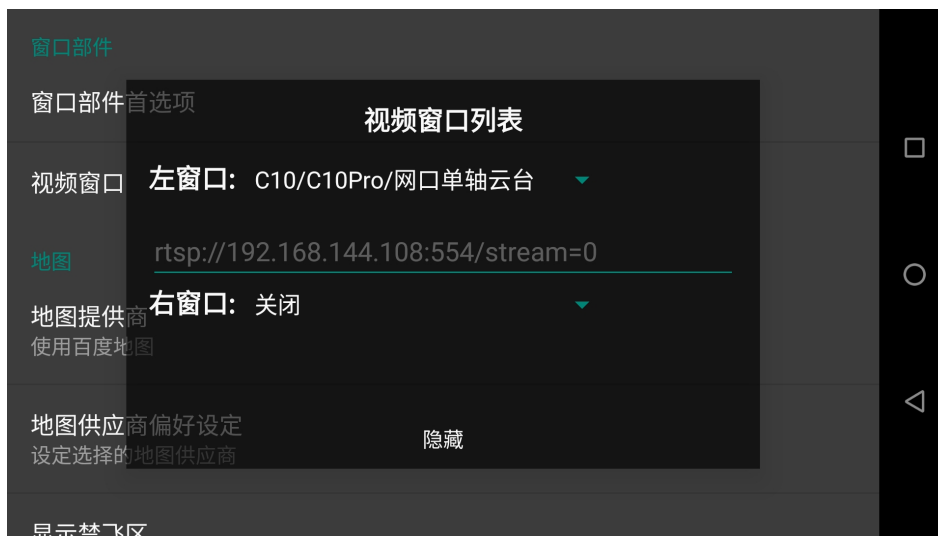 窗口部件
窗口部件首选项
视频窗口列表
视频窗口
左窗口: C10/C10Pro/网口单轴云台
rtsp://192.168.144.108:554/stream=0
地图
右窗口: 关闭
地图提供商
使用百度地图
地图供应商偏好设定
设定选择的地图供应商
隐藏
显示禁飞区